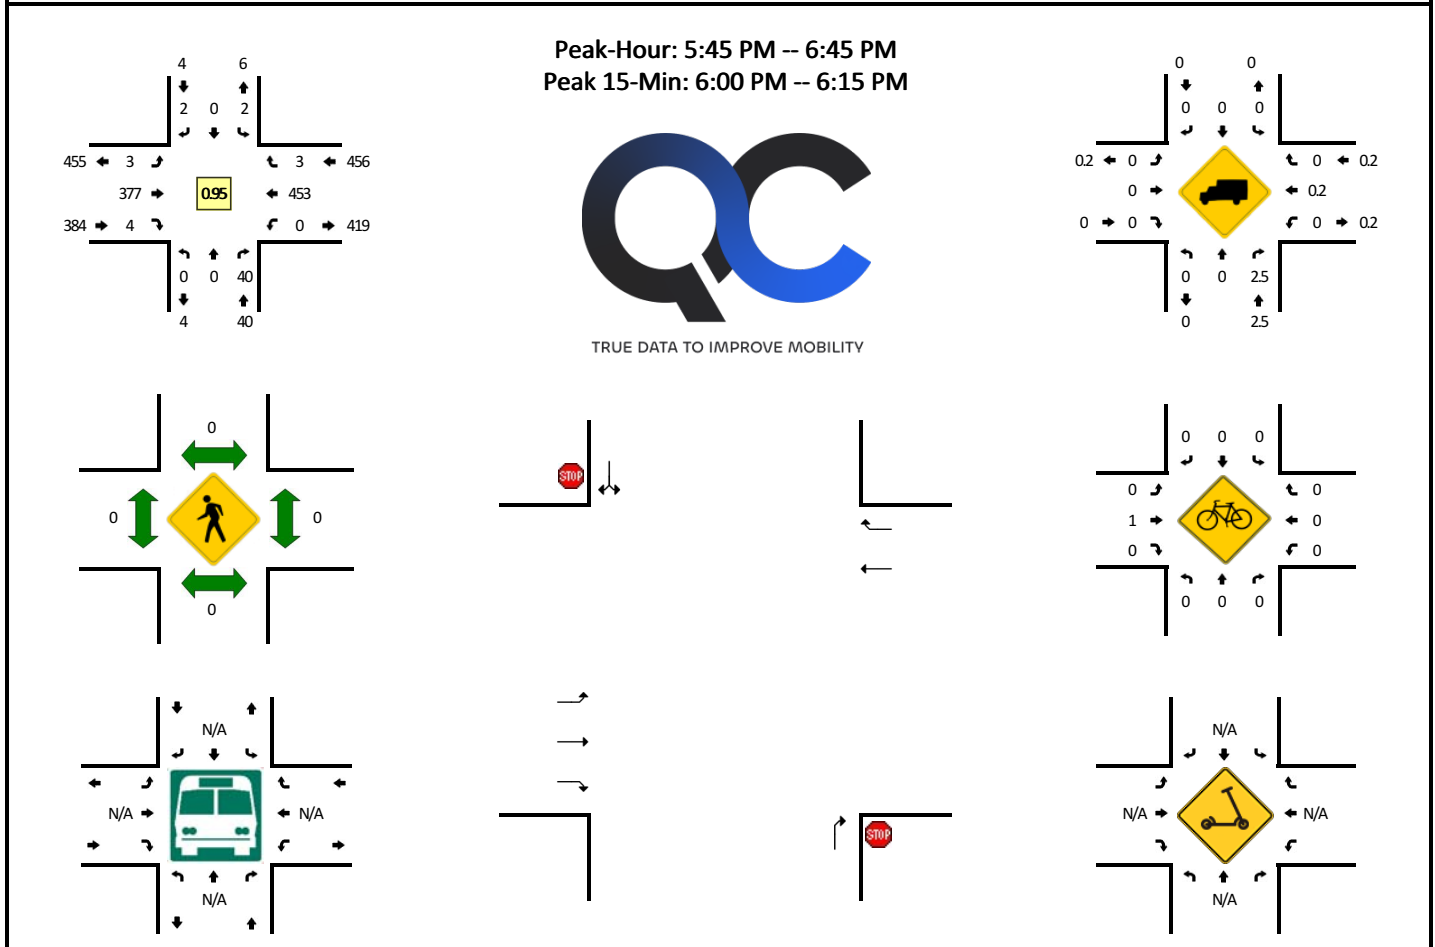 Peak-Hour: 5:45 PM -- 6:45 PM
Peak 15-Min: 6:00 PM -- 6:15 PM
4 6
2 0 2
455 3 3 456
377 0.95 453
384 4 0 419
0 0 40
4 40
QC
TRUE DATA TO IMPROVE MOBILITY
0 0
0 0 0
0.2 0 0 0.2
0 0.2
0 0 0 0.2
0 0 2.5
0 2.5
0
0 0
0
STOP
STOP
0 0 0
0 0
1 0
0 0
0 0 0
N/A
N/A N/A
N/A
N/A
N/A N/A
N/A